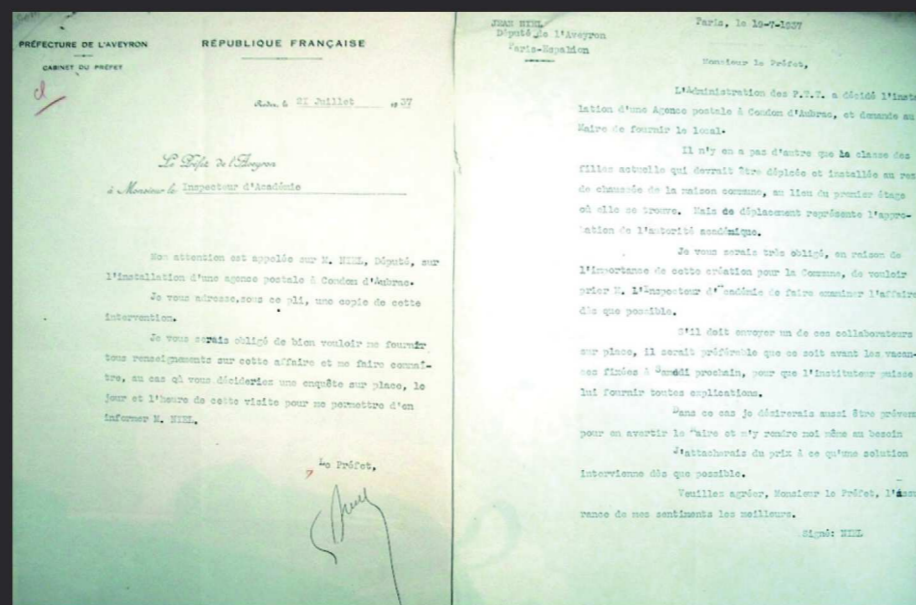 PRÉFECTURE DE L'AVEYRON
CABINET DU PRÉFET
RÉPUBLIQUE FRANÇAISE
Rodez, le 21 Juillet 1937
Le Préfet de l'Aveyron
à Monsieur le Inspecteur d'Académie
Mon attention est appelée sur M. NIEL, Député, sur
l'installation d'une agence postale à Condom d'Aubrac.
Je vous adresse, sous ce pli, une copie de cette
intervention.
Je vous serais obligé de bien vouloir me fournir
tous renseignements sur cette affaire et me faire connaî-
tre, au cas où vous décideriez une enquête sur place, le
jour et l'heure de cette visite pour me permettre d'en
informer M. NIEL.
Le Préfet,
JEAN NIEL
Député de l'Aveyron
Paris-Espalion
Paris, le 19-7-1937
Monsieur le Préfet,
L'Administration des P.T.T. a décidé l'inst
lation d'une Agence postale à Condom d'Aubrac, et demande au
Maire de fournir le local.
Il n'y en a pas d'autre que la classe des
filles actuelle qui devrait être déplcée et installée au rez
de chaussée de la maison commune, au lieu du premier étage
où elle se trouve. Mais ce déplacement représente l'appro-
bation de l'autorité académique.
Je vous serais très obligé, en raison de
l'importance de cette création pour la Commune, de vouloir
prier M. l'Inspecteur d'Académie de faire examiner l'affaire
dès que possible.
S'il doit envoyer un de ses collaborateurs
sur place, il serait préférable que ce soit avant les vacan-
ces fixées à Samedi prochain, pour que l'instituteur puisse
lui fournir toutes explications.
Dans ce cas je désirerais aussi être préven
pour en avertir le Maire et m'y rendre moi même au besoin
J'attacherais du prix à ce qu'une solution
intervienne dès que possible.
Veuillez agréer, Monsieur le Préfet, l'assu
rance de mes sentiments les meilleurs.
Signé: NIEL